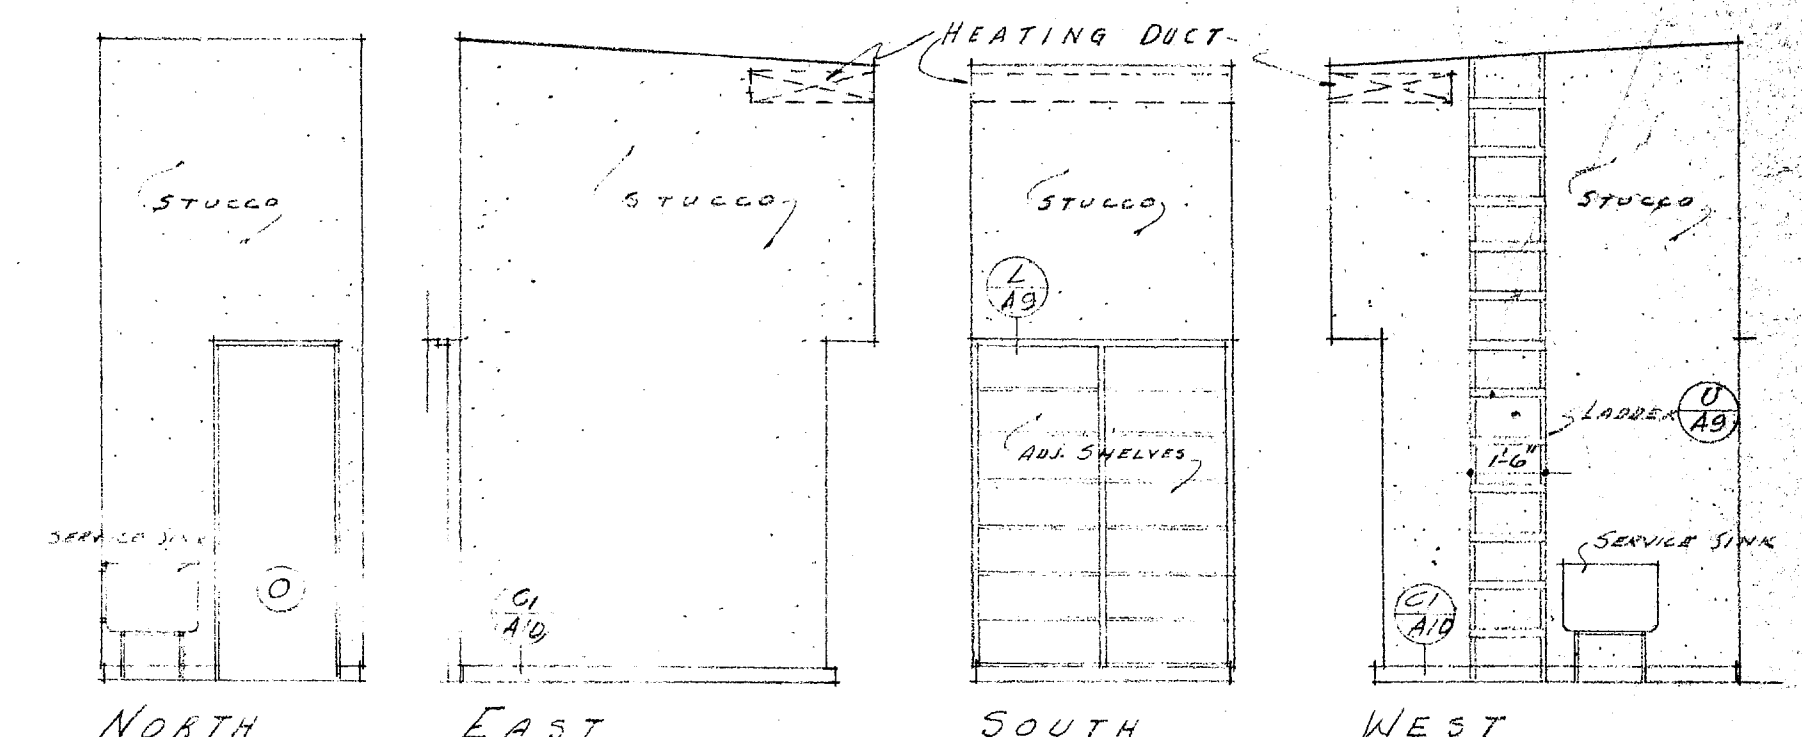 HEATING DUCT
STUCCO
STUCCO
STUCCO
STUCCO
L
A9
U
A9
LADDER
ADJ. SHELVES
1'-6"
SERVICE SINK
SERVICE SINK
O
C1
A10
C1
A10
NORTH
EAST
SOUTH
WEST